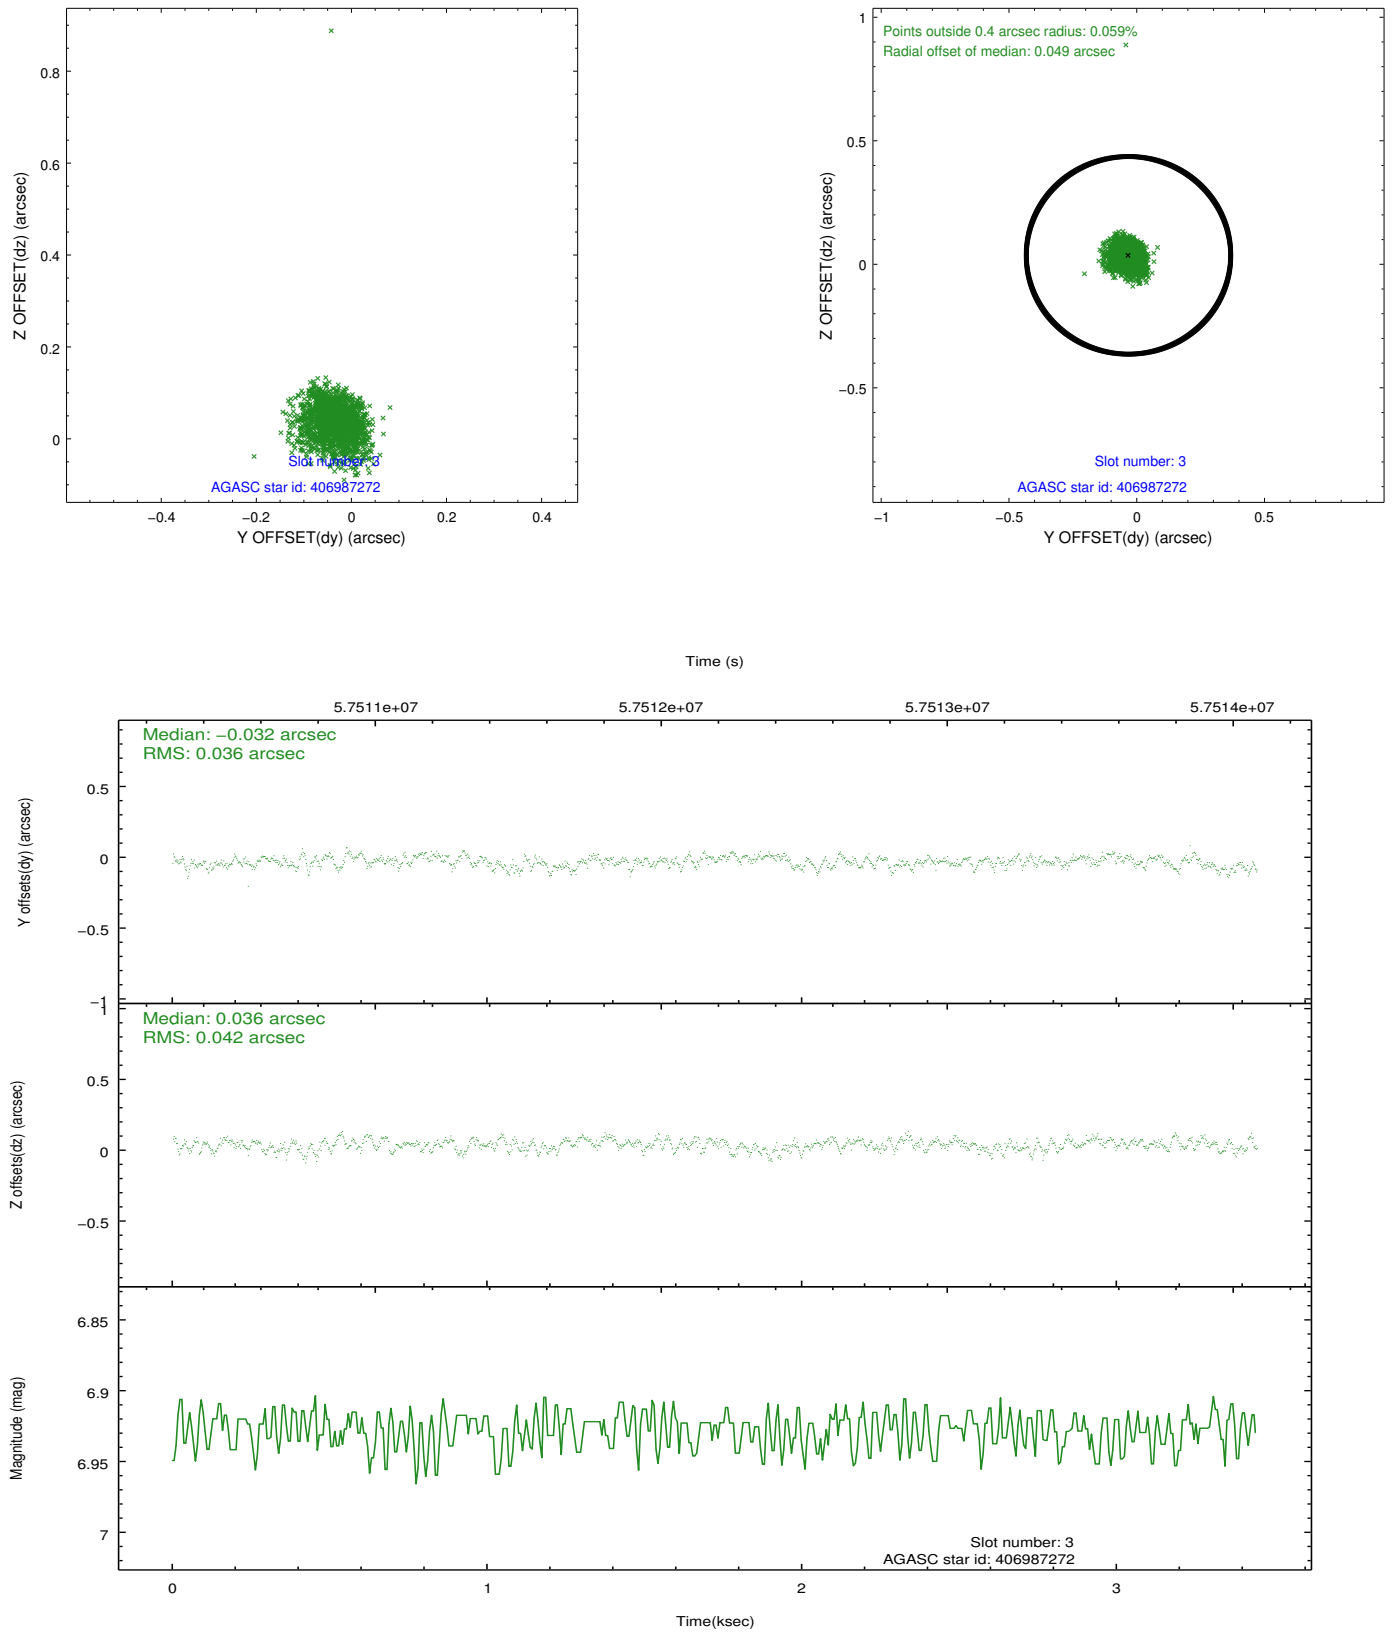 0.8
0.6
0.4
0.2
0
Z OFFSET(dz) (arcsec)
Slot number: 3
AGASC star id: 406987272
−0.4 −0.2 0 0.2 0.4
Y OFFSET(dy) (arcsec)
Points outside 0.4 arcsec radius: 0.059%
Radial offset of median: 0.049 arcsec
1
0.5
0
−0.5
Z OFFSET(dz) (arcsec)
Slot number: 3
AGASC star id: 406987272
−1 −0.5 0 0.5
Y OFFSET(dy) (arcsec)
Time (s)
5.7511e+07 5.7512e+07 5.7513e+07 5.7514e+07
Median: −0.032 arcsec
RMS: 0.036 arcsec
0.5
0
−0.5
−1
Y offsets(dy) (arcsec)
Median: 0.036 arcsec
RMS: 0.042 arcsec
1
0.5
0
−0.5
Z offsets(dz) (arcsec)
6.85
6.9
6.95
7
Magnitude (mag)
Slot number: 3
AGASC star id: 406987272
0 1 2 3
Time(ksec)